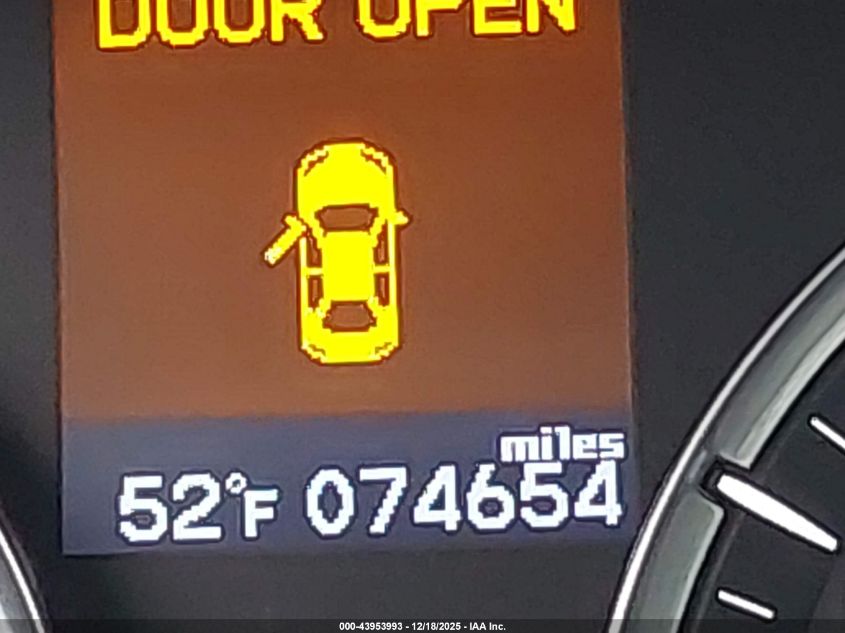 DOOR OPEN
miles
52°F 074654
000-43953993 - 12/18/2025 - IAA Inc.